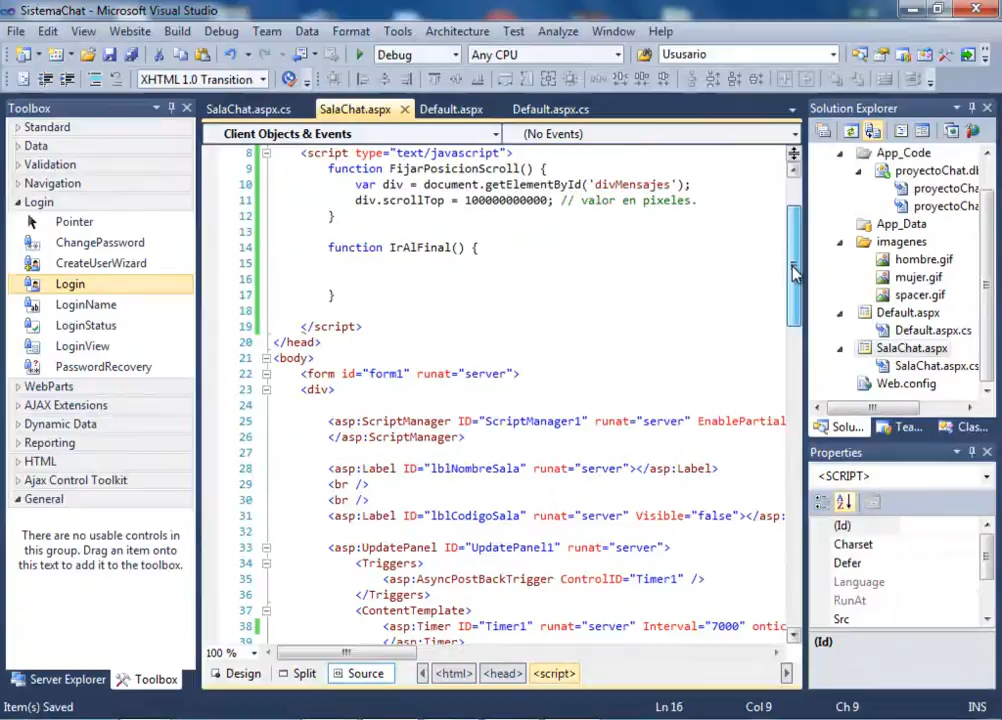 SistemaChat - Microsoft Visual Studio
File Edit View Website Build Debug Team Data Format Tools Architecture Test Analyze Window Help
Debug Any CPU Ususario
XHTML 1.0 Transition
Toolbox
Standard
Data
Validation
Navigation
Login
Pointer
ChangePassword
CreateUserWizard
Login
LoginName
LoginStatus
LoginView
PasswordRecovery
WebParts
AJAX Extensions
Dynamic Data
Reporting
HTML
Ajax Control Toolkit
General
There are no usable controls in
this group. Drag an item onto
this text to add it to the toolbox.
Server Explorer Toolbox
SalaChat.aspx.cs SalaChat.aspx Default.aspx Default.aspx.cs
Client Objects & Events (No Events)
8 <script type="text/javascript">
9 function FijarPosicionScroll() {
10 var div = document.getElementById('divMensajes');
11 div.scrollTop = 100000000000; // valor en pixeles.
12 }
13
14 function IrAlFinal() {
15
16
17 }
18
19 </script>
20 </head>
21 <body>
22 <form id="form1" runat="server">
23 <div>
24
25 <asp:ScriptManager ID="ScriptManager1" runat="server" EnablePartial
26 </asp:ScriptManager>
27
28 <asp:Label ID="lblNombreSala" runat="server"></asp:Label>
29 <br />
30 <br />
31 <asp:Label ID="lblCodigoSala" runat="server" Visible="false"></asp:
32
33 <asp:UpdatePanel ID="UpdatePanel1" runat="server">
34 <Triggers>
35 <asp:AsyncPostBackTrigger ControlID="Timer1" />
36 </Triggers>
37 <ContentTemplate>
38 <asp:Timer ID="Timer1" runat="server" Interval="7000" ontic
39 </asp:Timer>
100 %
Design Split Source <html> <head> <script>
Solution Explorer
App_Code
proyectoChat.db
proyectoCha
proyectoCha
App_Data
imagenes
hombre.gif
mujer.gif
spacer.gif
Default.aspx
Default.aspx.cs
SalaChat.aspx
SalaChat.aspx.cs
Web.config
Solu... Tea... Clas...
Properties
<SCRIPT>
(Id)
Charset
Defer
Language
RunAt
Src
(Id)
Item(s) Saved Ln 16 Col 9 Ch 9 INS